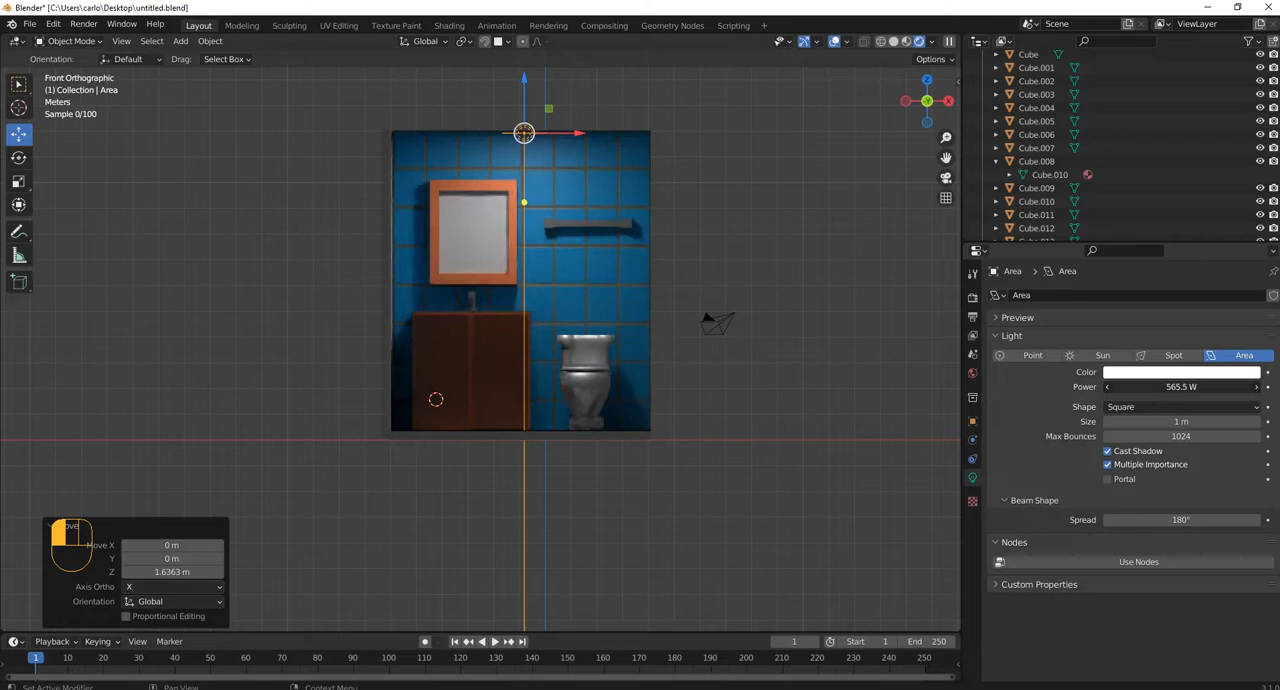 Blender* [C:\Users\carlo\Desktop\untitled.blend]
File Edit Render Window Help Layout Modeling Sculpting UV Editing Texture Paint Shading Animation Rendering Compositing Geometry Nodes Scripting + Scene ViewLayer
Object Mode View Select Add Object Global
Orientation: Default Drag: Select Box Options
Front Orthographic
(1) Collection | Area
Meters
Sample 0/100
Z
Y
X
Cube
Cube.001
Cube.002
Cube.003
Cube.004
Cube.005
Cube.006
Cube.007
Cube.008
Cube.010
Cube.009
Cube.010
Cube.011
Cube.012
Area Area
Area
Preview
Light
Point Sun Spot Area
Color
Power 565.5 W
Shape Square
Size 1 m
Max Bounces 1024
Cast Shadow
Multiple Importance
Portal
Beam Shape
Spread 180°
Nodes
Use Nodes
Custom Properties
Move X 0 m
Y 0 m
Z 1.6363 m
Axis Ortho X
Orientation Global
Proportional Editing
Playback Keying View Marker 1 Start 1 End 250
1 10 20 30 40 50 60 70 80 90 100 110 120 130 140 150 160 170 180 190 200 210 220 230 240 250
Set Active Modifier Pan View Context Menu